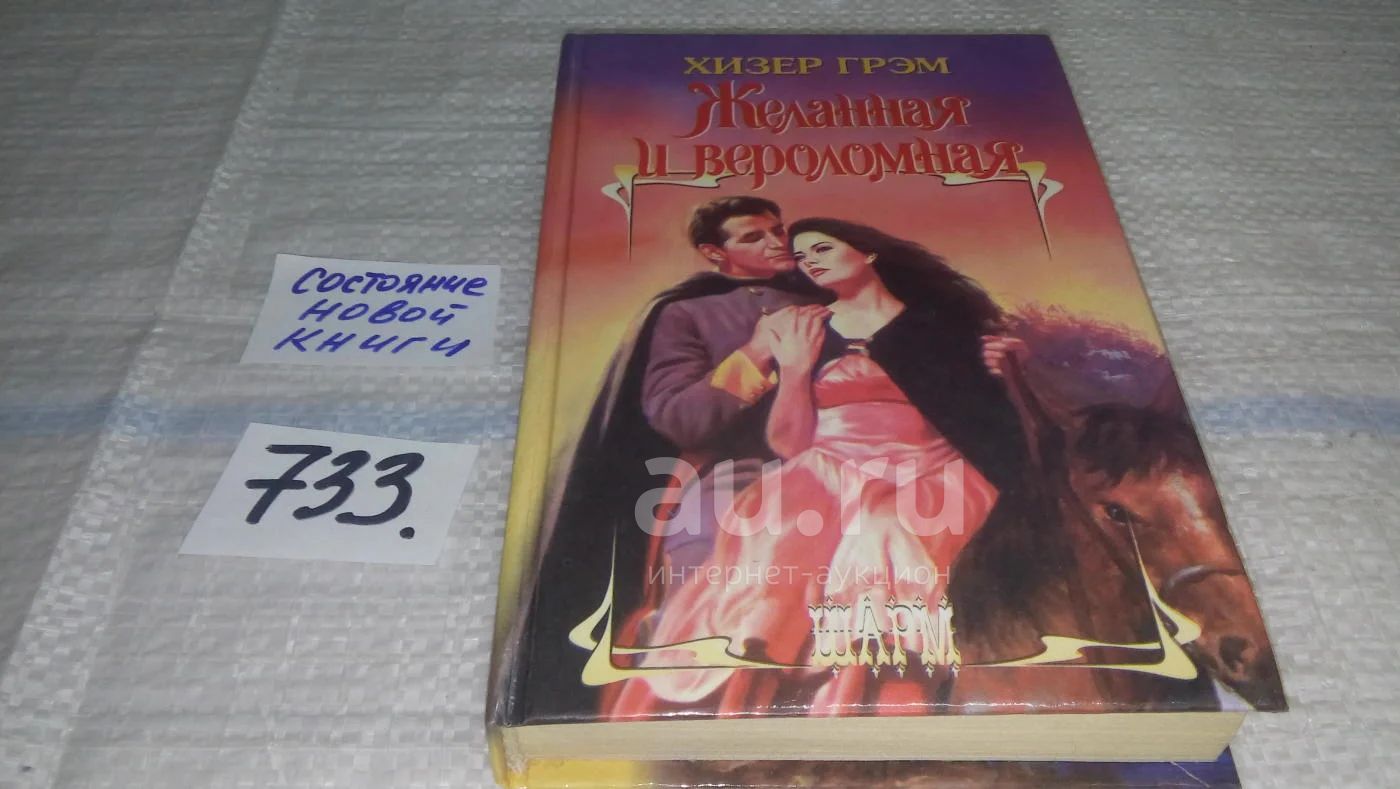 ХИЗЕР ГРЭМ
Желанная
и вероломная
состояние
новой
книги
733.
au.ru
интернет-аукцион
ШАРМ